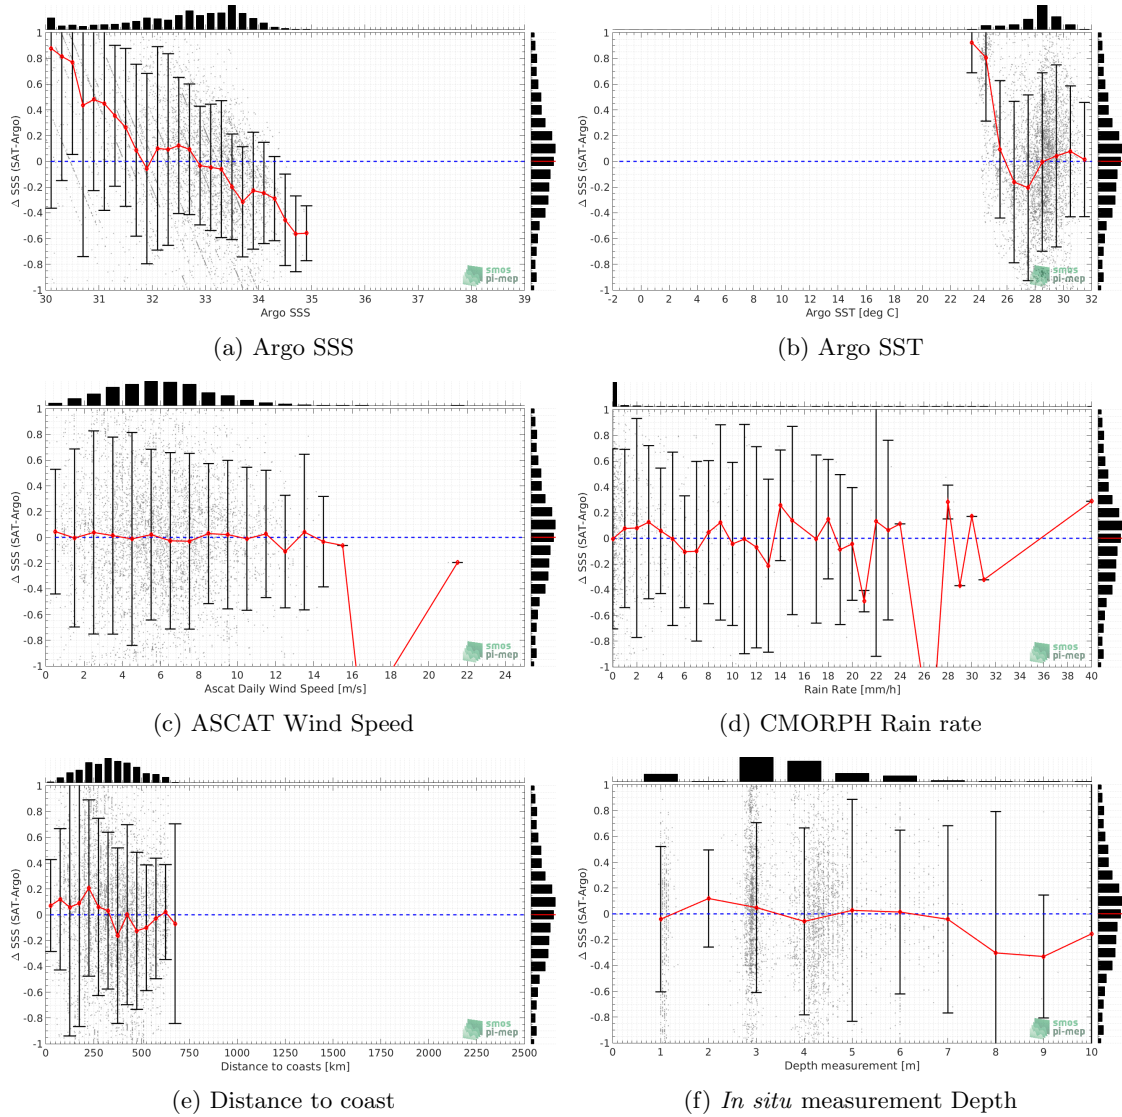 1
0.8
0.6
0.4
0.2
0
-0.2
-0.4
-0.6
-0.8
-1
Δ SSS (SAT-Argo)
30 31 32 33 34 35 36 37 38 39
Argo SSS
smos
pi-mep
(a) Argo SSS
1
0.8
0.6
0.4
0.2
0
-0.2
-0.4
-0.6
-0.8
-1
Δ SSS (SAT-Argo)
-2 0 2 4 6 8 10 12 14 16 18 20 22 24 26 28 30 32
Argo SST [deg C]
smos
pi-mep
(b) Argo SST
1
0.8
0.6
0.4
0.2
0
-0.2
-0.4
-0.6
-0.8
-1
Δ SSS (SAT-Argo)
0 2 4 6 8 10 12 14 16 18 20 22 24
Ascat Daily Wind Speed [m/s]
smos
pi-mep
(c) ASCAT Wind Speed
1
0.8
0.6
0.4
0.2
0
-0.2
-0.4
-0.6
-0.8
-1
Δ SSS (SAT-Argo)
0 2 4 6 8 10 12 14 16 18 20 22 24 26 28 30 32 34 36 38 40
Rain Rate [mm/h]
smos
pi-mep
(d) CMORPH Rain rate
1
0.8
0.6
0.4
0.2
0
-0.2
-0.4
-0.6
-0.8
-1
Δ SSS (SAT-Argo)
0 250 500 750 1000 1250 1500 1750 2000 2250 2500
Distance to coasts [km]
smos
pi-mep
(e) Distance to coast
1
0.8
0.6
0.4
0.2
0
-0.2
-0.4
-0.6
-0.8
-1
Δ SSS (SAT-Argo)
0 1 2 3 4 5 6 7 8 9 10
Depth measurement [m]
smos
pi-mep
(f) In situ measurement Depth